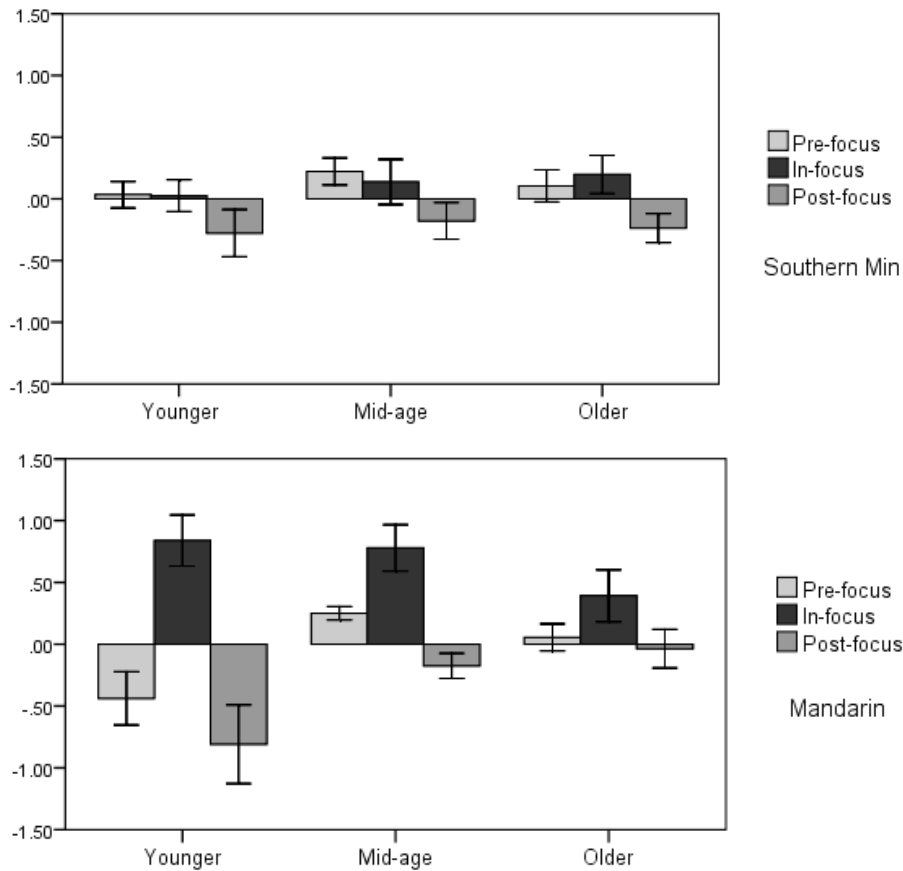 1.50
1.00
.50
.00
-.50
-1.00
-1.50
Younger
Mid-age
Older
Pre-focus
In-focus
Post-focus
Southern Min
1.50
1.00
.50
.00
-.50
-1.00
-1.50
Younger
Mid-age
Older
Pre-focus
In-focus
Post-focus
Mandarin